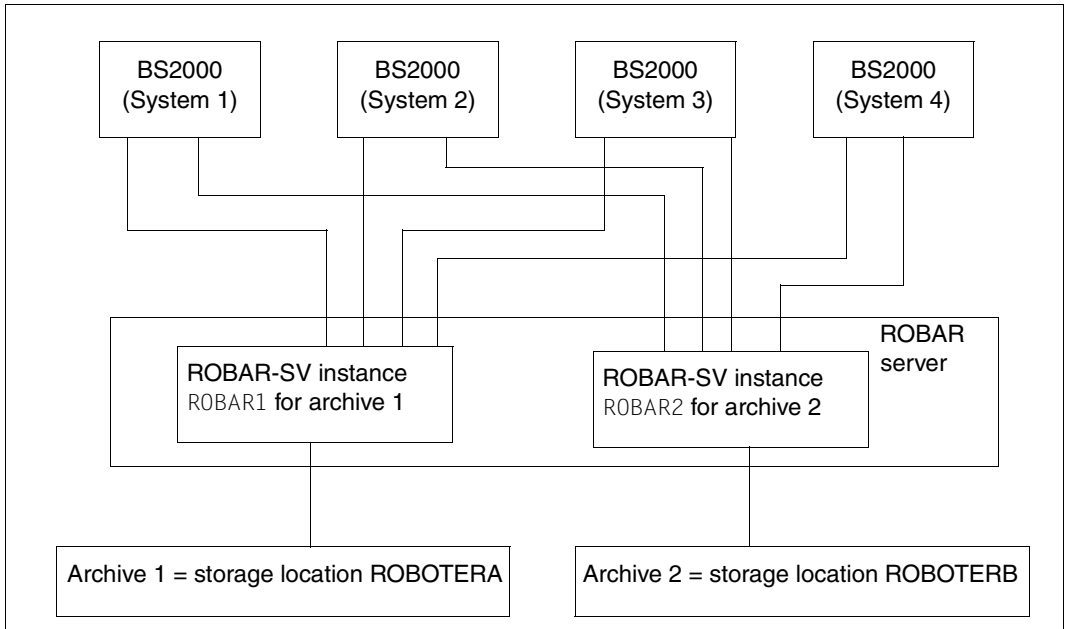 BS2000
(System 1)
BS2000
(System 2)
BS2000
(System 3)
BS2000
(System 4)
ROBAR
server
ROBAR-SV instance
ROBAR1 for archive 1
ROBAR-SV instance
ROBAR2 for archive 2
Archive 1 = storage location ROBOTERA
Archive 2 = storage location ROBOTERB